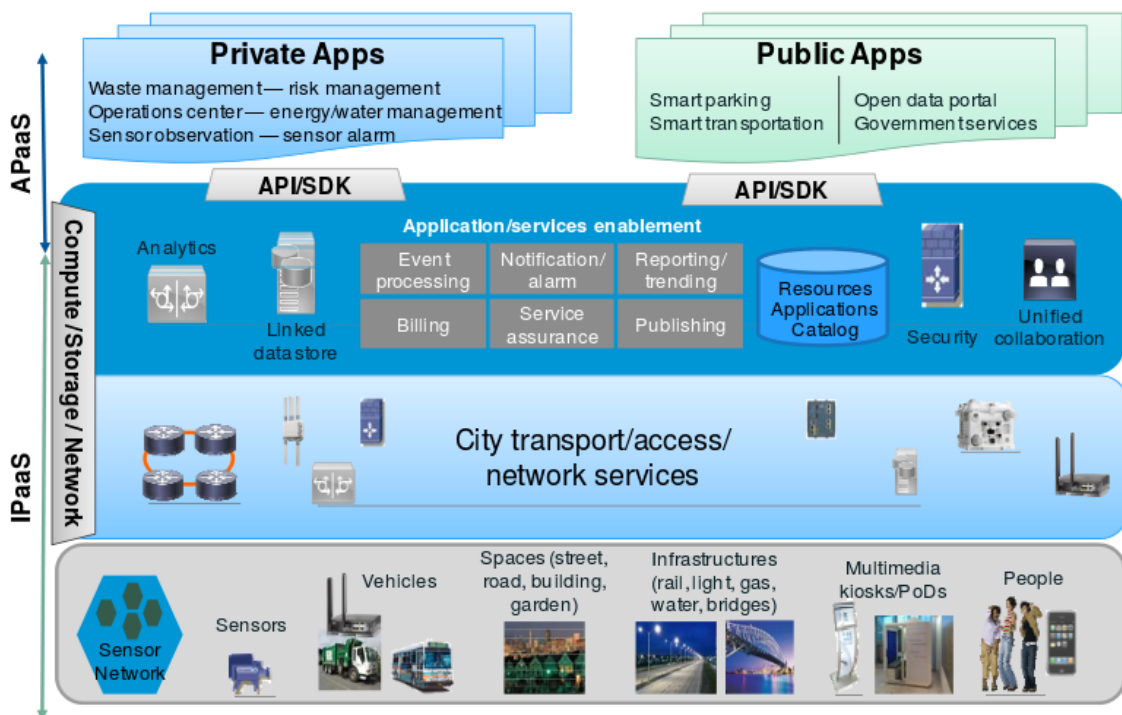 Private Apps
Waste management — risk management
Operations center — energy/water management
Sensor observation — sensor alarm
Public Apps
Smart parking
Smart transportation
Open data portal
Government services
APaaS
IPaaS
Compute /Storage / Network
API/SDK
API/SDK
Application/services enablement
Analytics
Linked
data store
Event
processing
Notification/
alarm
Reporting/
trending
Billing
Service
assurance
Publishing
Resources
Applications
Catalog
Security
Unified
collaboration
City transport/access/
network services
Sensor
Network
Sensors
Vehicles
Spaces (street,
road, building,
garden)
Infrastructures
(rail, light, gas,
water, bridges)
Multimedia
kiosks/PoDs
People